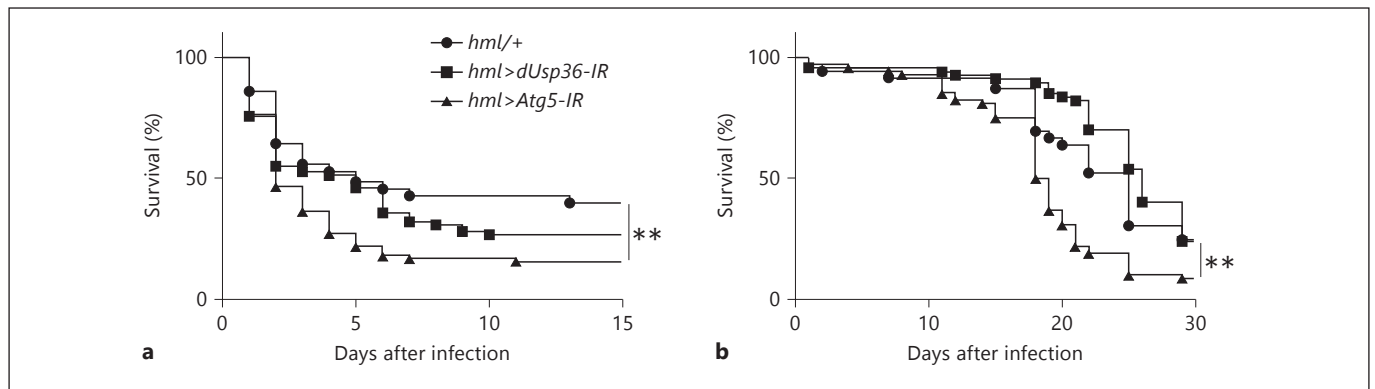 100
50
0
Survival (%)
0 5 10 15
Days after infection
a
hml/+
hml>dUsp36-IR
hml>Atg5-IR
**
100
50
0
Survival (%)
0 10 20 30
Days after infection
b
**